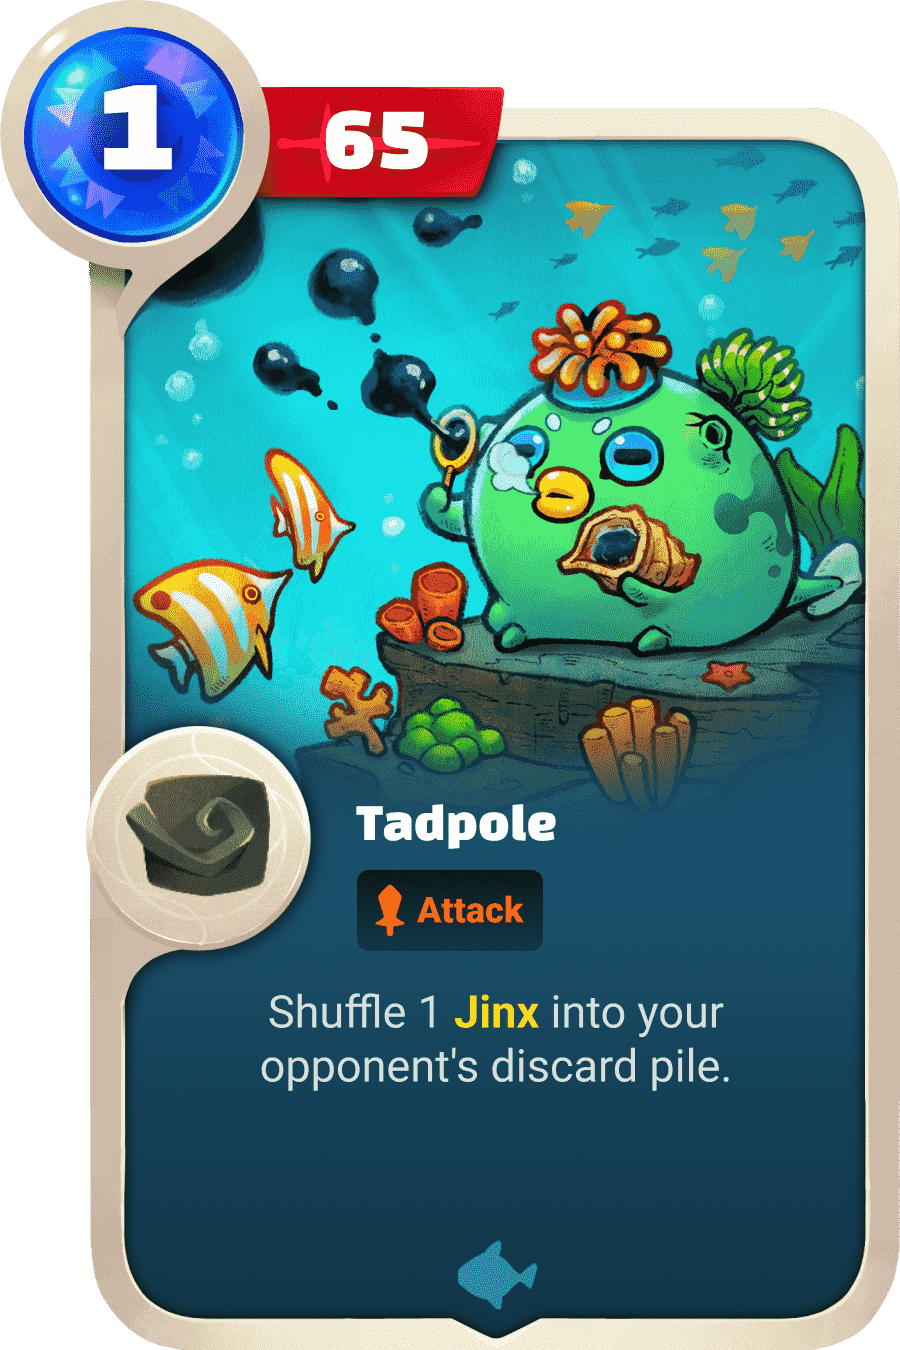 1
65
Tadpole
Attack
Shuffle 1 Jinx into your
opponent's discard pile.